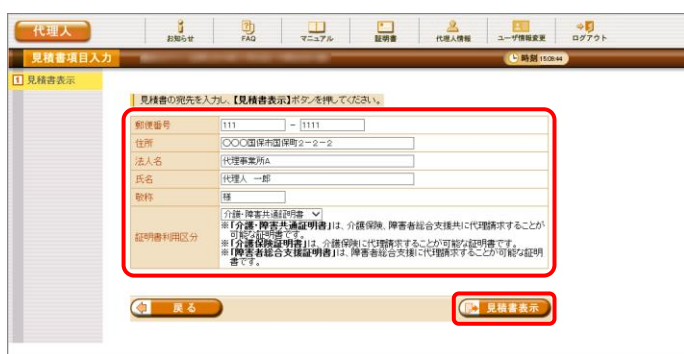 代理人
お知らせ
FAQ
マニュアル
証明書
代理人情報
ユーザ情報変更
ログアウト
見積書項目入力
時刻 15:09:44
1 見積書表示
見積書の宛先を入力し、【見積書表示】ボタンを押してください。
郵便番号 111 - 1111
住所 〇〇〇国保市国保町2-2-2
法人名 代理事業所A
氏名 代理人 一郎
敬称 様
証明書利用区分 介護・障害共通証明書
※「介護・障害共通証明書」は、介護保険、障害者総合支援共に代理請求することが
可能な証明書です。
※「介護保険証明書」は、介護保険に代理請求することが可能な証明書です。
※「障害者総合支援証明書」は、障害者総合支援に代理請求することが可能な証明
書です。
戻る
見積書表示